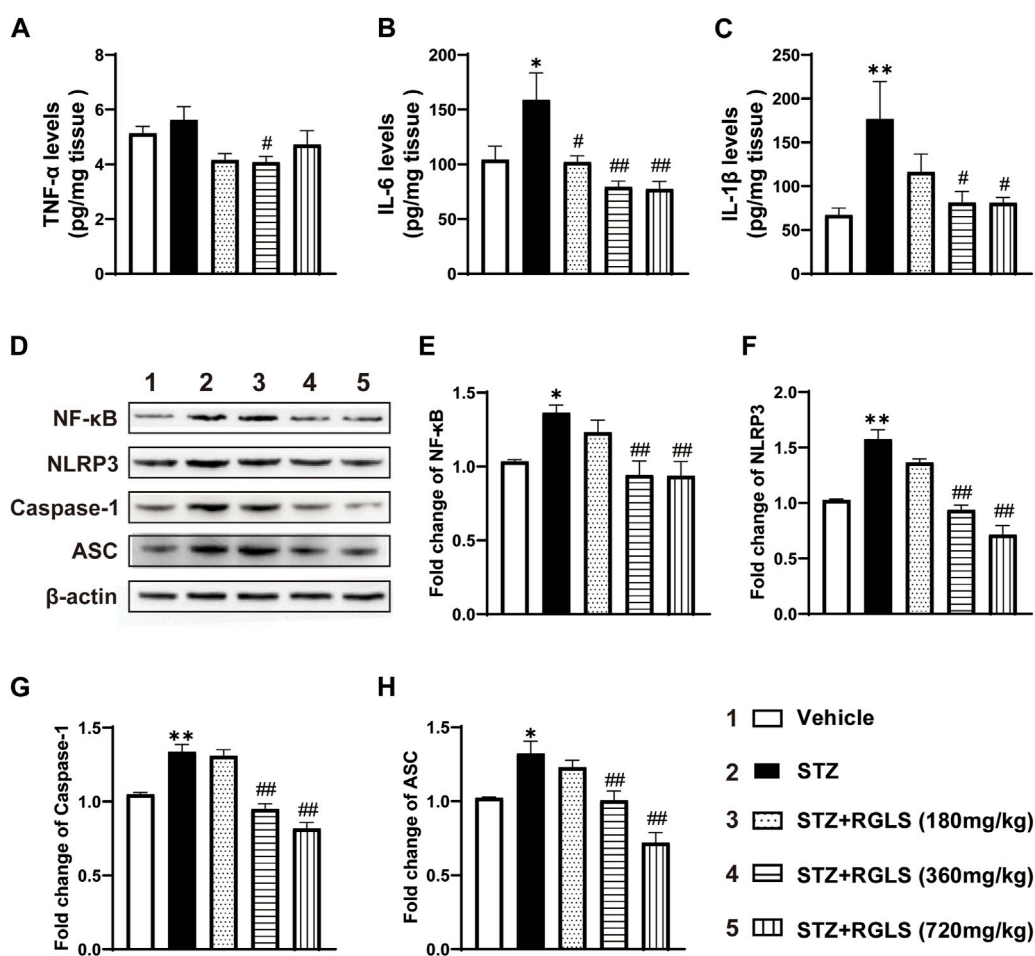 A
TNF-α levels
(pg/mg tissue )
8
6
4
2
0
#
B
IL-6 levels
(pg/mg tissue )
200
150
100
50
0
*
#
##
##
C
IL-1β levels
(pg/mg tissue )
250
200
150
100
50
0
**
#
#
D
1 2 3 4 5
NF-κB
NLRP3
Caspase-1
ASC
β-actin
E
Fold change of NF-κB
1.5
1.0
0.5
0.0
*
##
##
F
Fold change of NLRP3
2.0
1.5
1.0
0.5
0.0
**
##
##
G
Fold change of Caspase-1
1.5
1.0
0.5
0.0
**
##
##
H
Fold change of ASC
1.5
1.0
0.5
0.0
*
##
##
1 Vehicle
2 STZ
3 STZ+RGLS (180mg/kg)
4 STZ+RGLS (360mg/kg)
5 STZ+RGLS (720mg/kg)